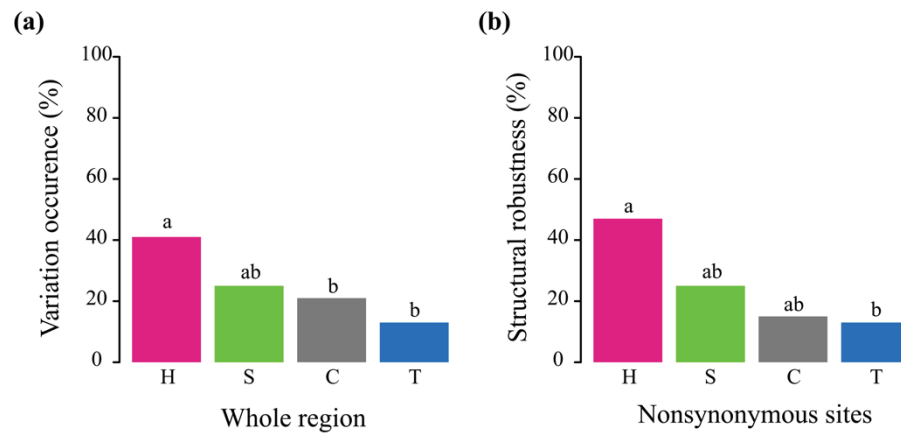 (a)
Variation occurence (%)
100
80
60
40
20
0
a
ab
b
b
H S C T
Whole region
(b)
Structural robustness (%)
100
80
60
40
20
0
a
ab
ab
b
H S C T
Nonsynonymous sites